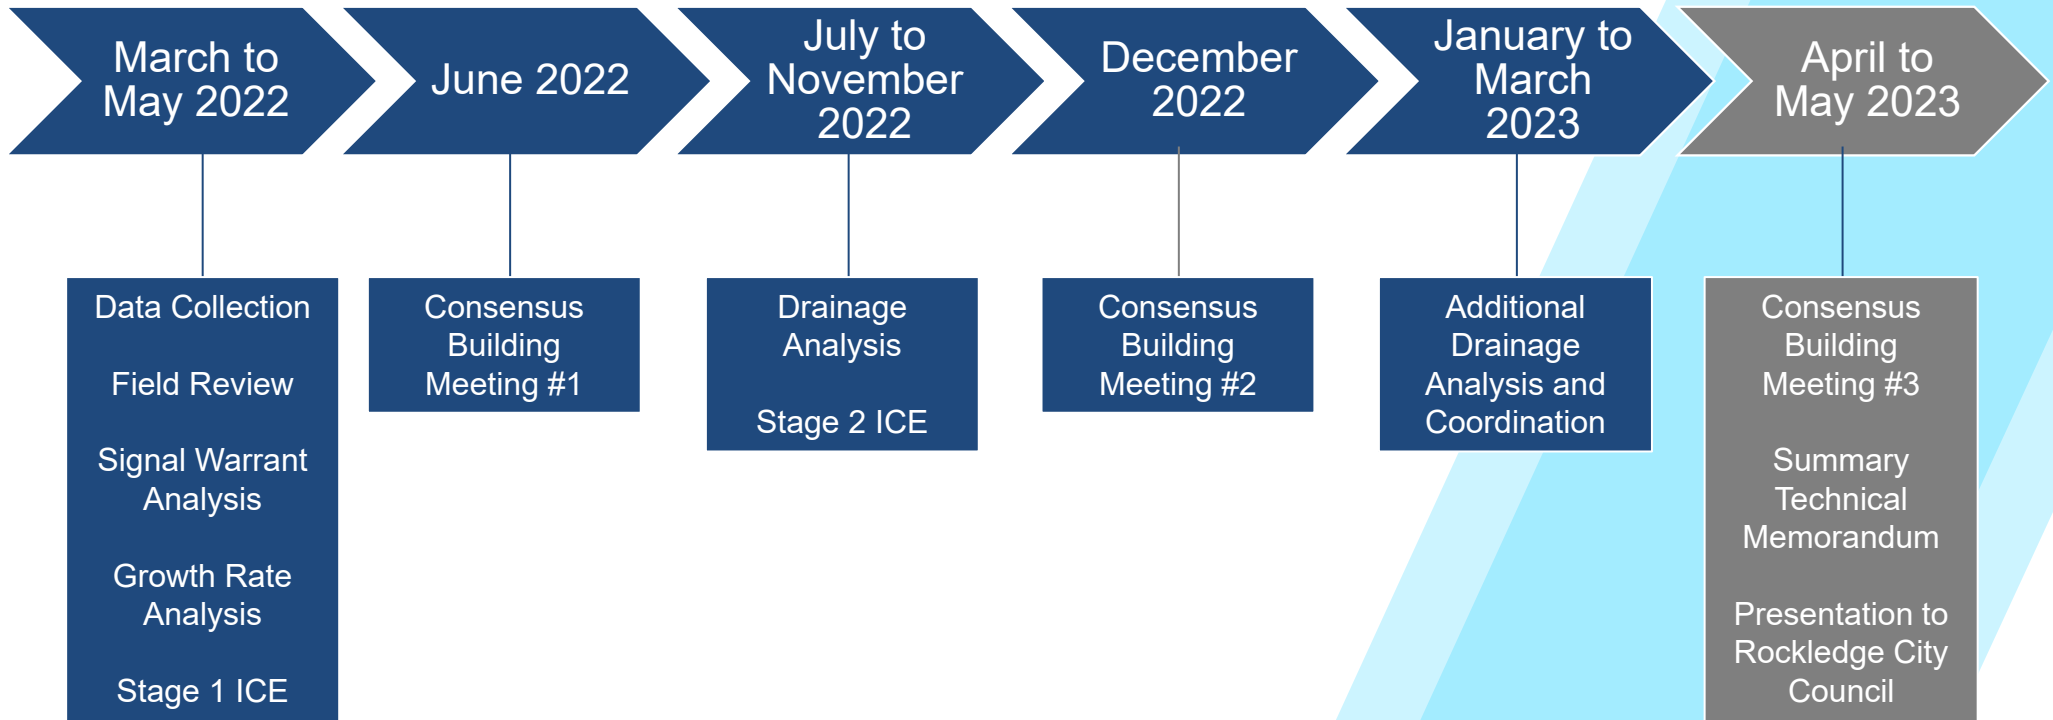 March to
May 2022
June 2022
July to
November
2022
December
2022
January to
March
2023
April to
May 2023
Data Collection
Field Review
Signal Warrant
Analysis
Growth Rate
Analysis
Stage 1 ICE
Consensus
Building
Meeting #1
Drainage
Analysis
Stage 2 ICE
Consensus
Building
Meeting #2
Additional
Drainage
Analysis and
Coordination
Consensus
Building
Meeting #3
Summary
Technical
Memorandum
Presentation to
Rockledge City
Council